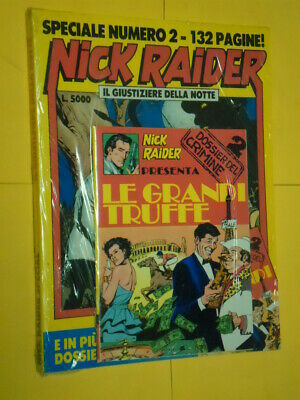 SPECIALE NUMERO 2 - 132 PAGINE!
NICK RAIDER
IL GIUSTIZIERE DELLA NOTTE
L. 5000
NICK
RAIDER
DOSSIER DEL
CRIMINE
2
PRESENTA
LE GRANDI
TRUFFE
E IN PIÙ
DOSSIE